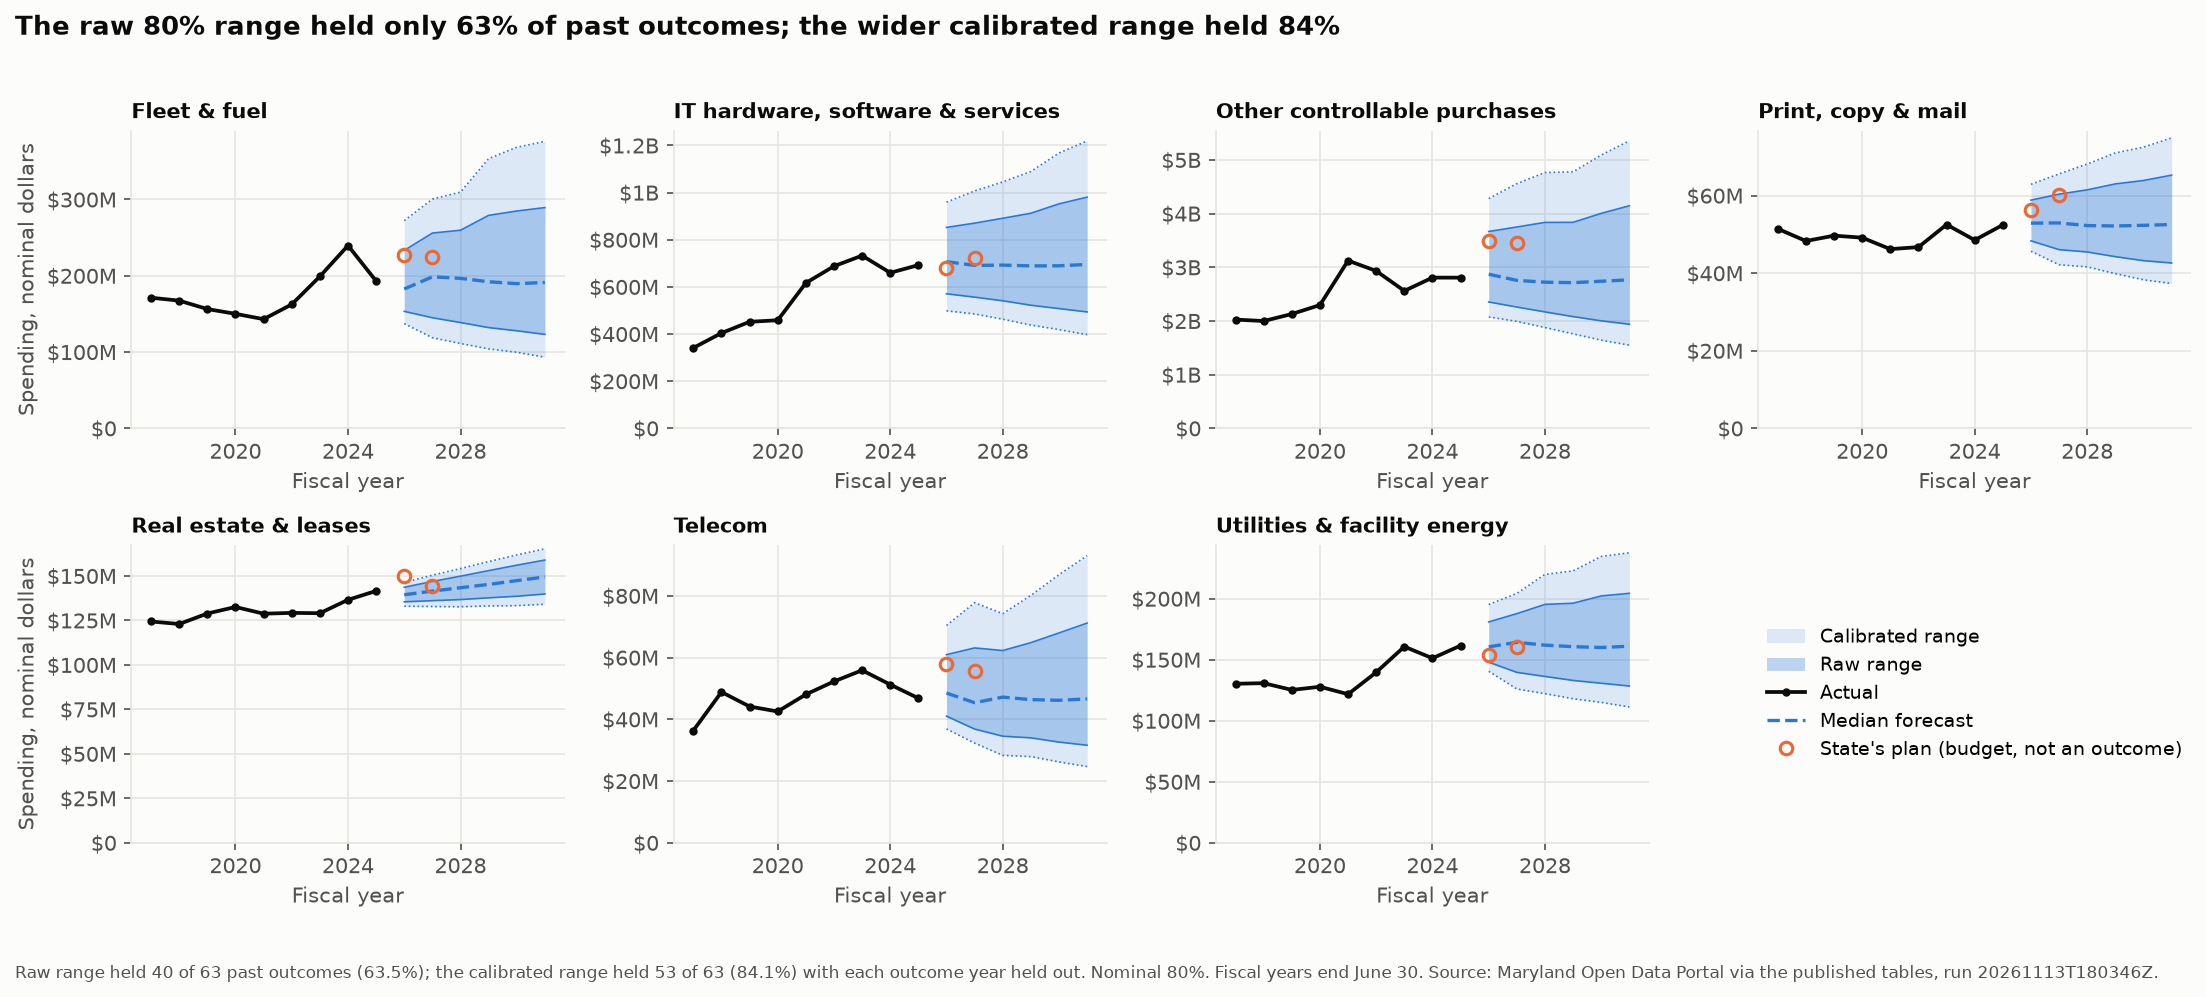 The raw 80% range held only 63% of past outcomes; the wider calibrated range held 84%
Fleet & fuel
Spending, nominal dollars
$300M
$200M
$100M
$0
2020 2024 2028
Fiscal year
IT hardware, software & services
$1.2B
$1B
$800M
$600M
$400M
$200M
$0
2020 2024 2028
Fiscal year
Other controllable purchases
$5B
$4B
$3B
$2B
$1B
$0
2020 2024 2028
Fiscal year
Print, copy & mail
$60M
$40M
$20M
$0
2020 2024 2028
Fiscal year
Real estate & leases
Spending, nominal dollars
$150M
$125M
$100M
$75M
$50M
$25M
$0
2020 2024 2028
Fiscal year
Telecom
$80M
$60M
$40M
$20M
$0
2020 2024 2028
Fiscal year
Utilities & facility energy
$200M
$150M
$100M
$50M
$0
2020 2024 2028
Fiscal year
Calibrated range
Raw range
Actual
Median forecast
State's plan (budget, not an outcome)
Raw range held 40 of 63 past outcomes (63.5%); the calibrated range held 53 of 63 (84.1%) with each outcome year held out. Nominal 80%. Fiscal years end June 30. Source: Maryland Open Data Portal via the published tables, run 20261113T180346Z.